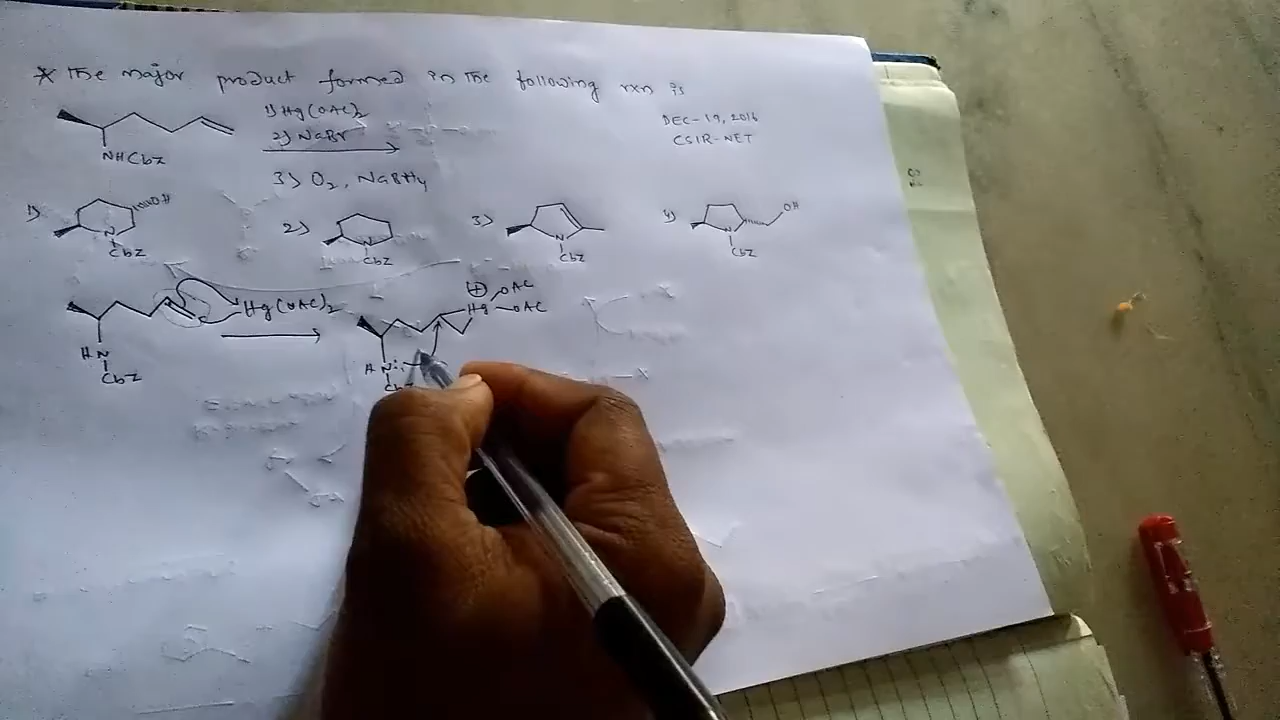 * The major product formed in the following rxn is
1) Hg(OAC)2
2) NaBr
3) O2, NaBH4
NHCbz
DEC-19, 2016
CSIR-NET
1)
OH
N
Cbz
2)
N
Cbz
3)
N
Cbz
4)
OH
N
Cbz
Hg(OAC)2
H N
Cbz
⊕ OAC
Hg -OAC
H N:
Cbz